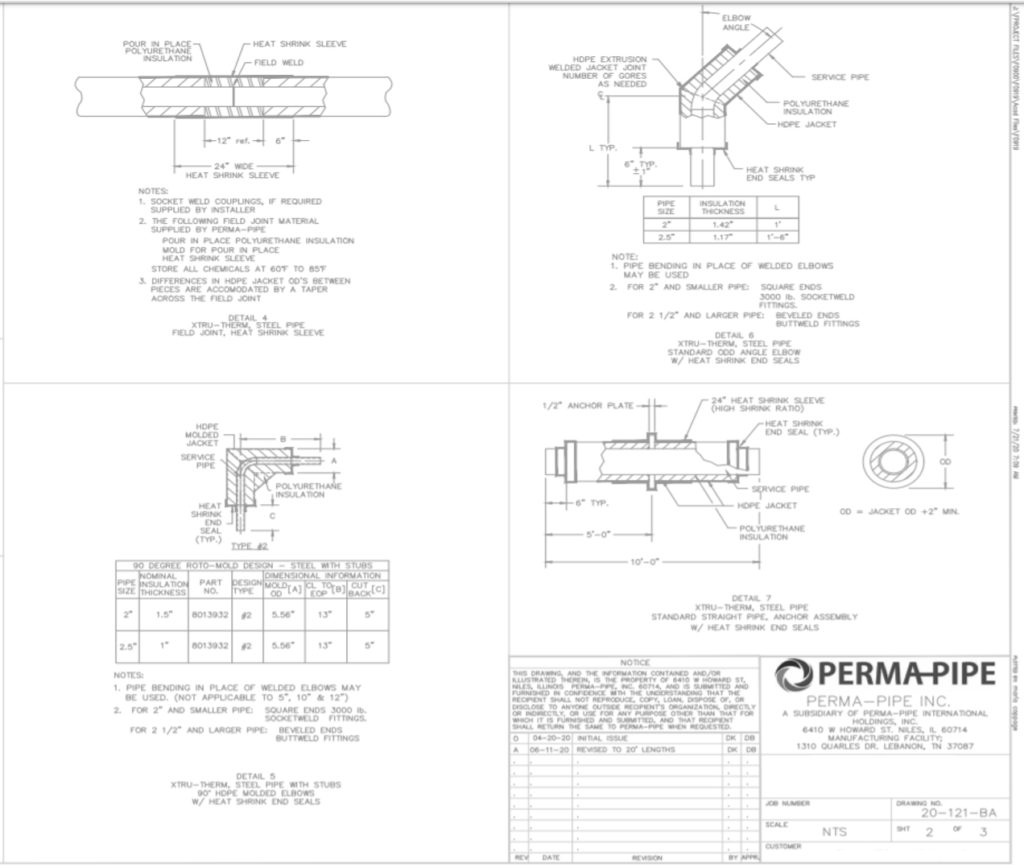 POUR IN PLACE
POLYURETHANE
INSULATION
HEAT SHRINK SLEEVE
FIELD WELD
12" ref.
6"
24" WIDE
HEAT SHRINK SLEEVE
NOTES:
1. SOCKET WELD COUPLINGS, IF REQUIRED
SUPPLIED BY INSTALLER
2. THE FOLLOWING FIELD JOINT MATERIAL
SUPPLIED BY PERMA-PIPE
POUR IN PLACE POLYURETHANE INSULATION
MOLD FOR POUR IN PLACE
HEAT SHRINK SLEEVE
STORE ALL CHEMICALS AT 60°F TO 85°F
3. DIFFERENCES IN HDPE JACKET OD'S BETWEEN
PIECES ARE ACCOMODATED BY A TAPER
ACROSS THE FIELD JOINT
DETAIL 4
XTRU-THERM, STEEL PIPE
FIELD JOINT, HEAT SHRINK SLEEVE
ELBOW
ANGLE
HDPE EXTRUSION
WELDED JACKET JOINT
NUMBER OF GORES
AS NEEDED
SERVICE PIPE
POLYURETHANE
INSULATION
HDPE JACKET
L TYP.
6" TYP.
±1"
HEAT SHRINK
END SEALS TYP
PIPE SIZE INSULATION THICKNESS L
2" 1.42" 1'
2.5" 1.17" 1'-6"
NOTE:
1. PIPE BENDING IN PLACE OF WELDED ELBOWS
MAY BE USED
2. FOR 2" AND SMALLER PIPE: SQUARE ENDS
3000 lb. SOCKETWELD
FITTINGS.
FOR 2 1/2" AND LARGER PIPE: BEVELED ENDS
BUTTWELD FITTINGS
DETAIL 6
XTRU-THERM, STEEL PIPE
STANDARD ODD ANGLE ELBOW
W/ HEAT SHRINK END SEALS
HDPE
MOLDED
JACKET
SERVICE
PIPE
B
A
POLYURETHANE
INSULATION
C
HEAT
SHRINK
END
SEAL
(TYP.)
TYPE #2
90 DEGREE ROTO-MOLD DESIGN - STEEL WITH STUBS
PIPE SIZE NOMINAL INSULATION THICKNESS PART NO. DESIGN TYPE DIMENSIONAL INFORMATION
MOLD OD [A] CL TO EOP [B] CUT BACK [C]
2" 1.5" 8013932 #2 5.56" 13" 5"
2.5" 1" 8013932 #2 5.56" 13" 5"
NOTES:
1. PIPE BENDING IN PLACE OF WELDED ELBOWS MAY
BE USED. (NOT APPLICABLE TO 5", 10" & 12")
2. FOR 2" AND SMALLER PIPE: SQUARE ENDS 3000 lb.
SOCKETWELD FITTINGS.
FOR 2 1/2" AND LARGER PIPE: BEVELED ENDS
BUTTWELD FITTINGS
DETAIL 5
XTRU-THERM, STEEL PIPE WITH STUBS
90° HDPE MOLDED ELBOWS
W/ HEAT SHRINK END SEALS
1/2" ANCHOR PLATE
24" HEAT SHRINK SLEEVE
(HIGH SHRINK RATIO)
HEAT SHRINK
END SEAL (TYP.)
OD
SERVICE PIPE
6" TYP.
HDPE JACKET
OD = JACKET OD +2" MIN.
5'-0"
POLYURETHANE
INSULATION
10'-0"
DETAIL 7
XTRU-THERM, STEEL PIPE
STANDARD STRAIGHT PIPE, ANCHOR ASSEMBLY
W/ HEAT SHRINK END SEALS
NOTICE
THIS DRAWING, AND THE INFORMATION CONTAINED AND/OR
ILLUSTRATED THEREIN, IS THE PROPERTY OF 6410 W HOWARD ST,
NILES, ILLINOIS PERMA-PIPE, INC. 60714, AND IS SUBMITTED AND
FURNISHED IN CONFIDENCE WITH THE UNDERSTANDING THAT THE
RECIPIENT SHALL NOT REPRODUCE, COPY, LOAN, DISPOSE OF, OR
DISCLOSE TO ANYONE OUTSIDE RECIPIENT'S ORGANIZATION, DIRECTLY
OR INDIRECTLY, OR USE FOR ANY PURPOSE OTHER THAN THAT FOR
WHICH IT IS FURNISHED AND SUBMITTED, AND THAT RECIPIENT
SHALL RETURN THE SAME TO PERMA-PIPE WHEN REQUESTED.
0 04-20-20 INITIAL ISSUE DK DB
A 06-11-20 REVISED TO 20' LENGTHS DK DB
REV DATE REVISION BY APPR.
PERMA-PIPE
PERMA-PIPE INC.
A SUBSIDIARY OF PERMA-PIPE INTERNATIONAL
HOLDINGS, INC.
6410 W HOWARD ST. NILES, IL 60714
MANUFACTURING FACILITY:
1310 QUARLES DR. LEBANON, TN 37087
JOB NUMBER
DRAWING NO.
20-121-BA
SCALE
NTS
SHT 2 OF 3
CUSTOMER